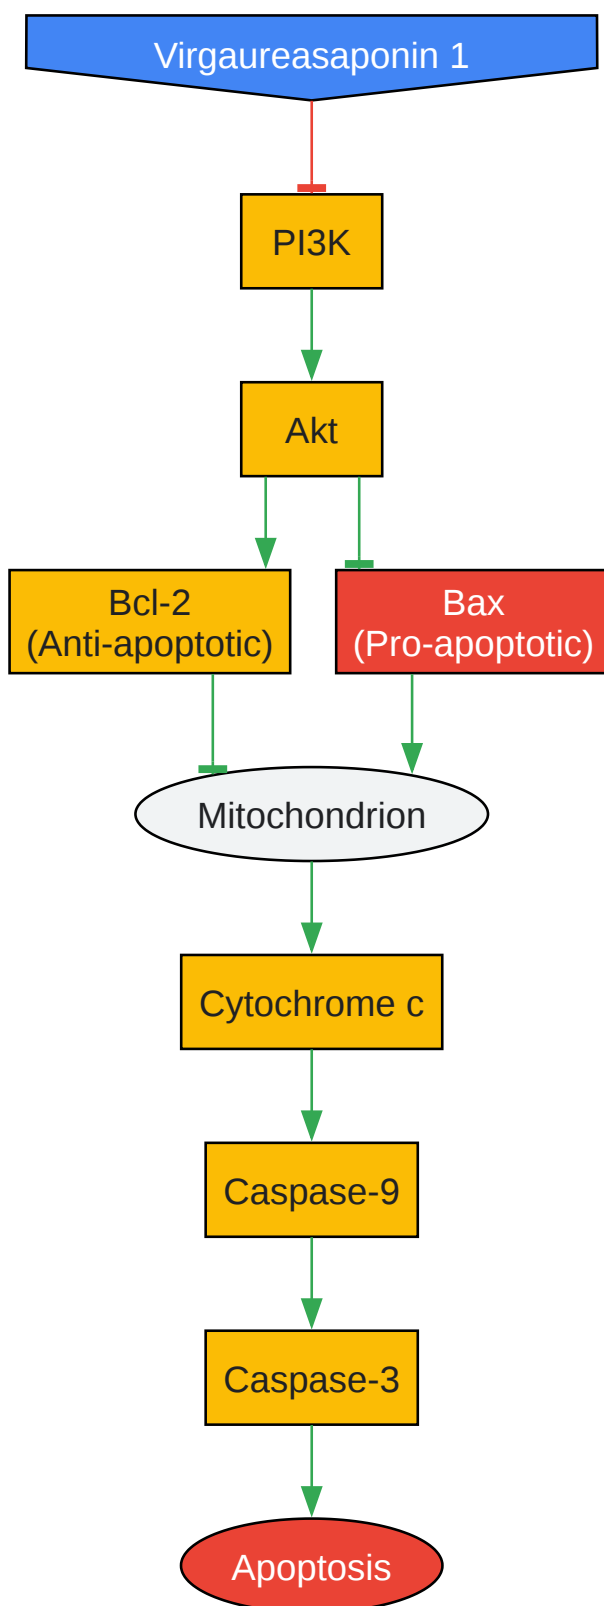 Virgaureasaponin 1
PI3K
Akt
Bcl-2
(Anti-apoptotic)
Bax
(Pro-apoptotic)
Mitochondrion
Cytochrome c
Caspase-9
Caspase-3
Apoptosis